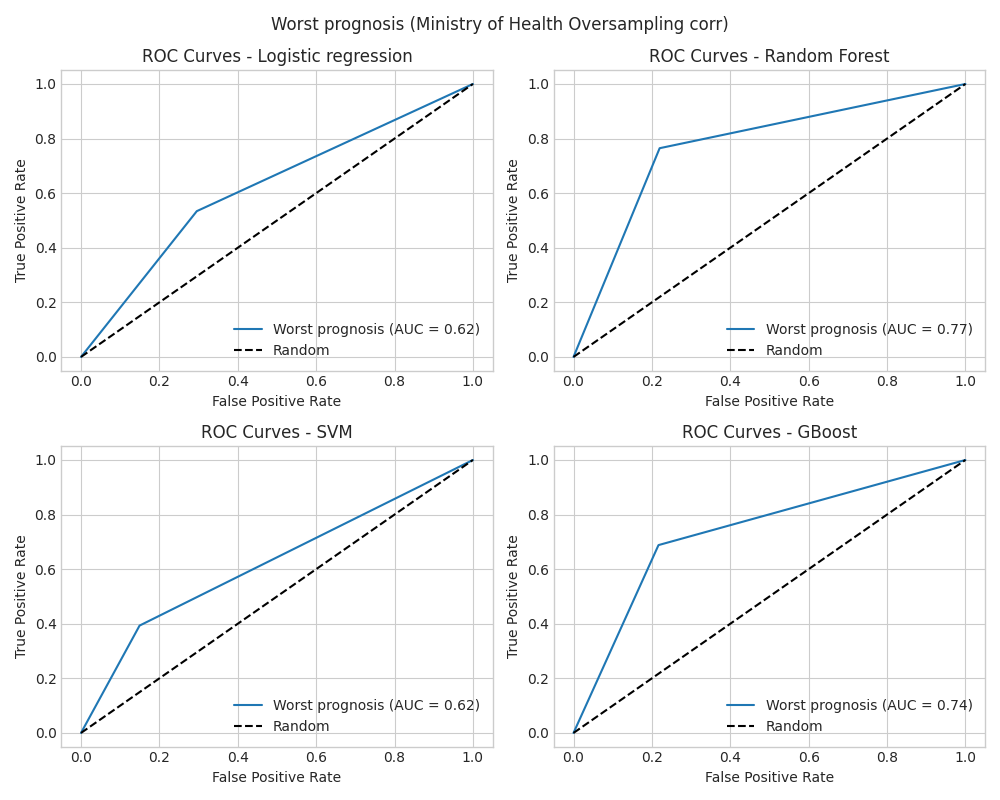 Worst prognosis (Ministry of Health Oversampling corr)
ROC Curves - Logistic regression
1.0
0.8
0.6
0.4
0.2
0.0
True Positive Rate
Worst prognosis (AUC = 0.62)
Random
0.0 0.2 0.4 0.6 0.8 1.0
False Positive Rate
ROC Curves - Random Forest
1.0
0.8
0.6
0.4
0.2
0.0
True Positive Rate
Worst prognosis (AUC = 0.77)
Random
0.0 0.2 0.4 0.6 0.8 1.0
False Positive Rate
ROC Curves - SVM
1.0
0.8
0.6
0.4
0.2
0.0
True Positive Rate
Worst prognosis (AUC = 0.62)
Random
0.0 0.2 0.4 0.6 0.8 1.0
False Positive Rate
ROC Curves - GBoost
1.0
0.8
0.6
0.4
0.2
0.0
True Positive Rate
Worst prognosis (AUC = 0.74)
Random
0.0 0.2 0.4 0.6 0.8 1.0
False Positive Rate